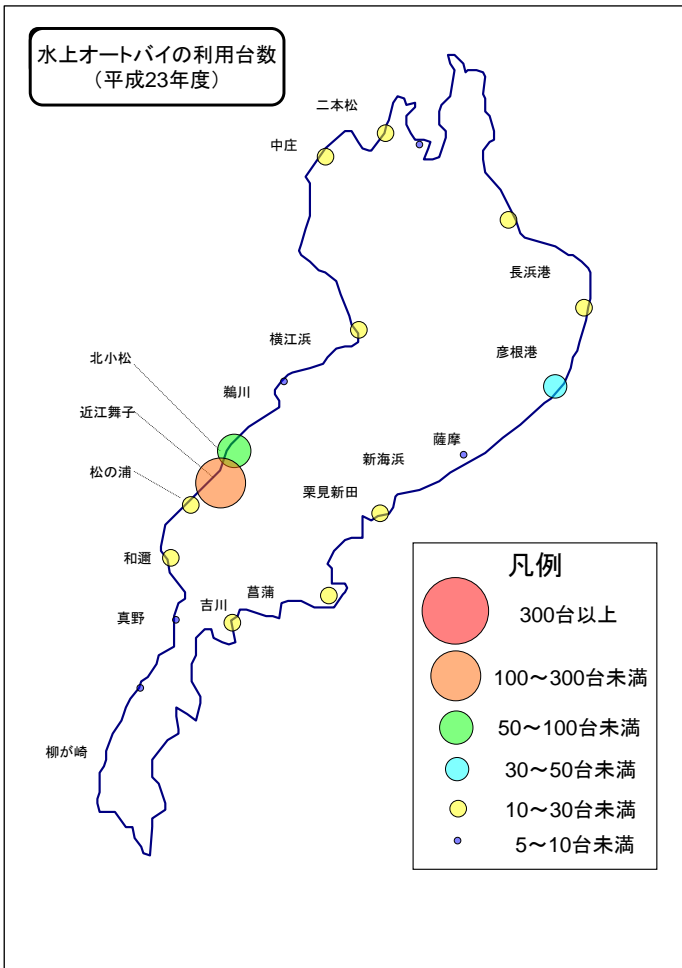 水上オートバイの利用台数
（平成23年度）
二本松
中庄
長浜港
横江浜
彦根港
北小松
鵜川
近江舞子
薩摩
新海浜
松の浦
栗見新田
和邇
菖蒲
吉川
真野
柳が崎
凡例
300台以上
100～300台未満
50～100台未満
30～50台未満
10～30台未満
5～10台未満